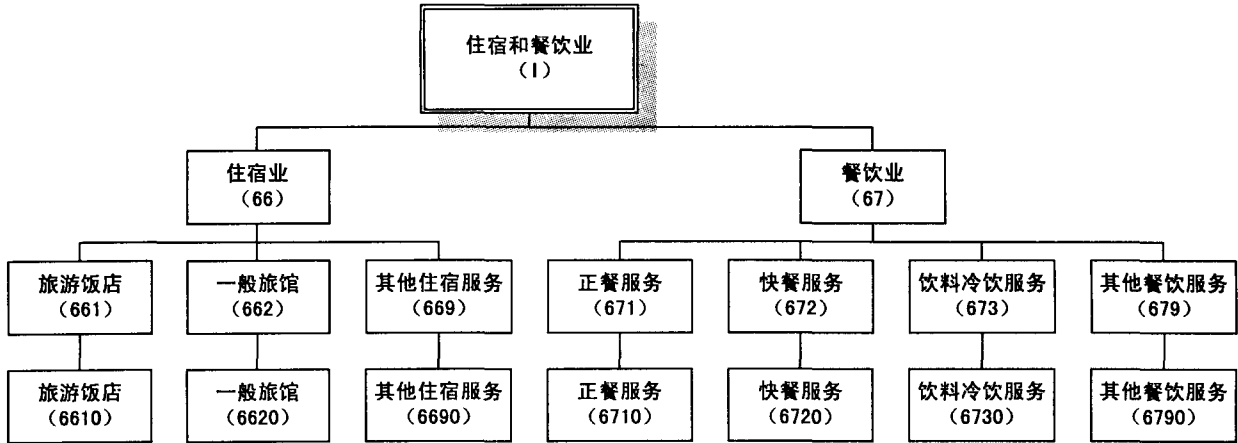 住宿和餐饮业
（I）
住宿业
（66）
餐饮业
（67）
旅游饭店
（661）
一般旅馆
（662）
其他住宿服务
（669）
正餐服务
（671）
快餐服务
（672）
饮料冷饮服务
（673）
其他餐饮服务
（679）
旅游饭店
（6610）
一般旅馆
（6620）
其他住宿服务
（6690）
正餐服务
（6710）
快餐服务
（6720）
饮料冷饮服务
（6730）
其他餐饮服务
（6790）